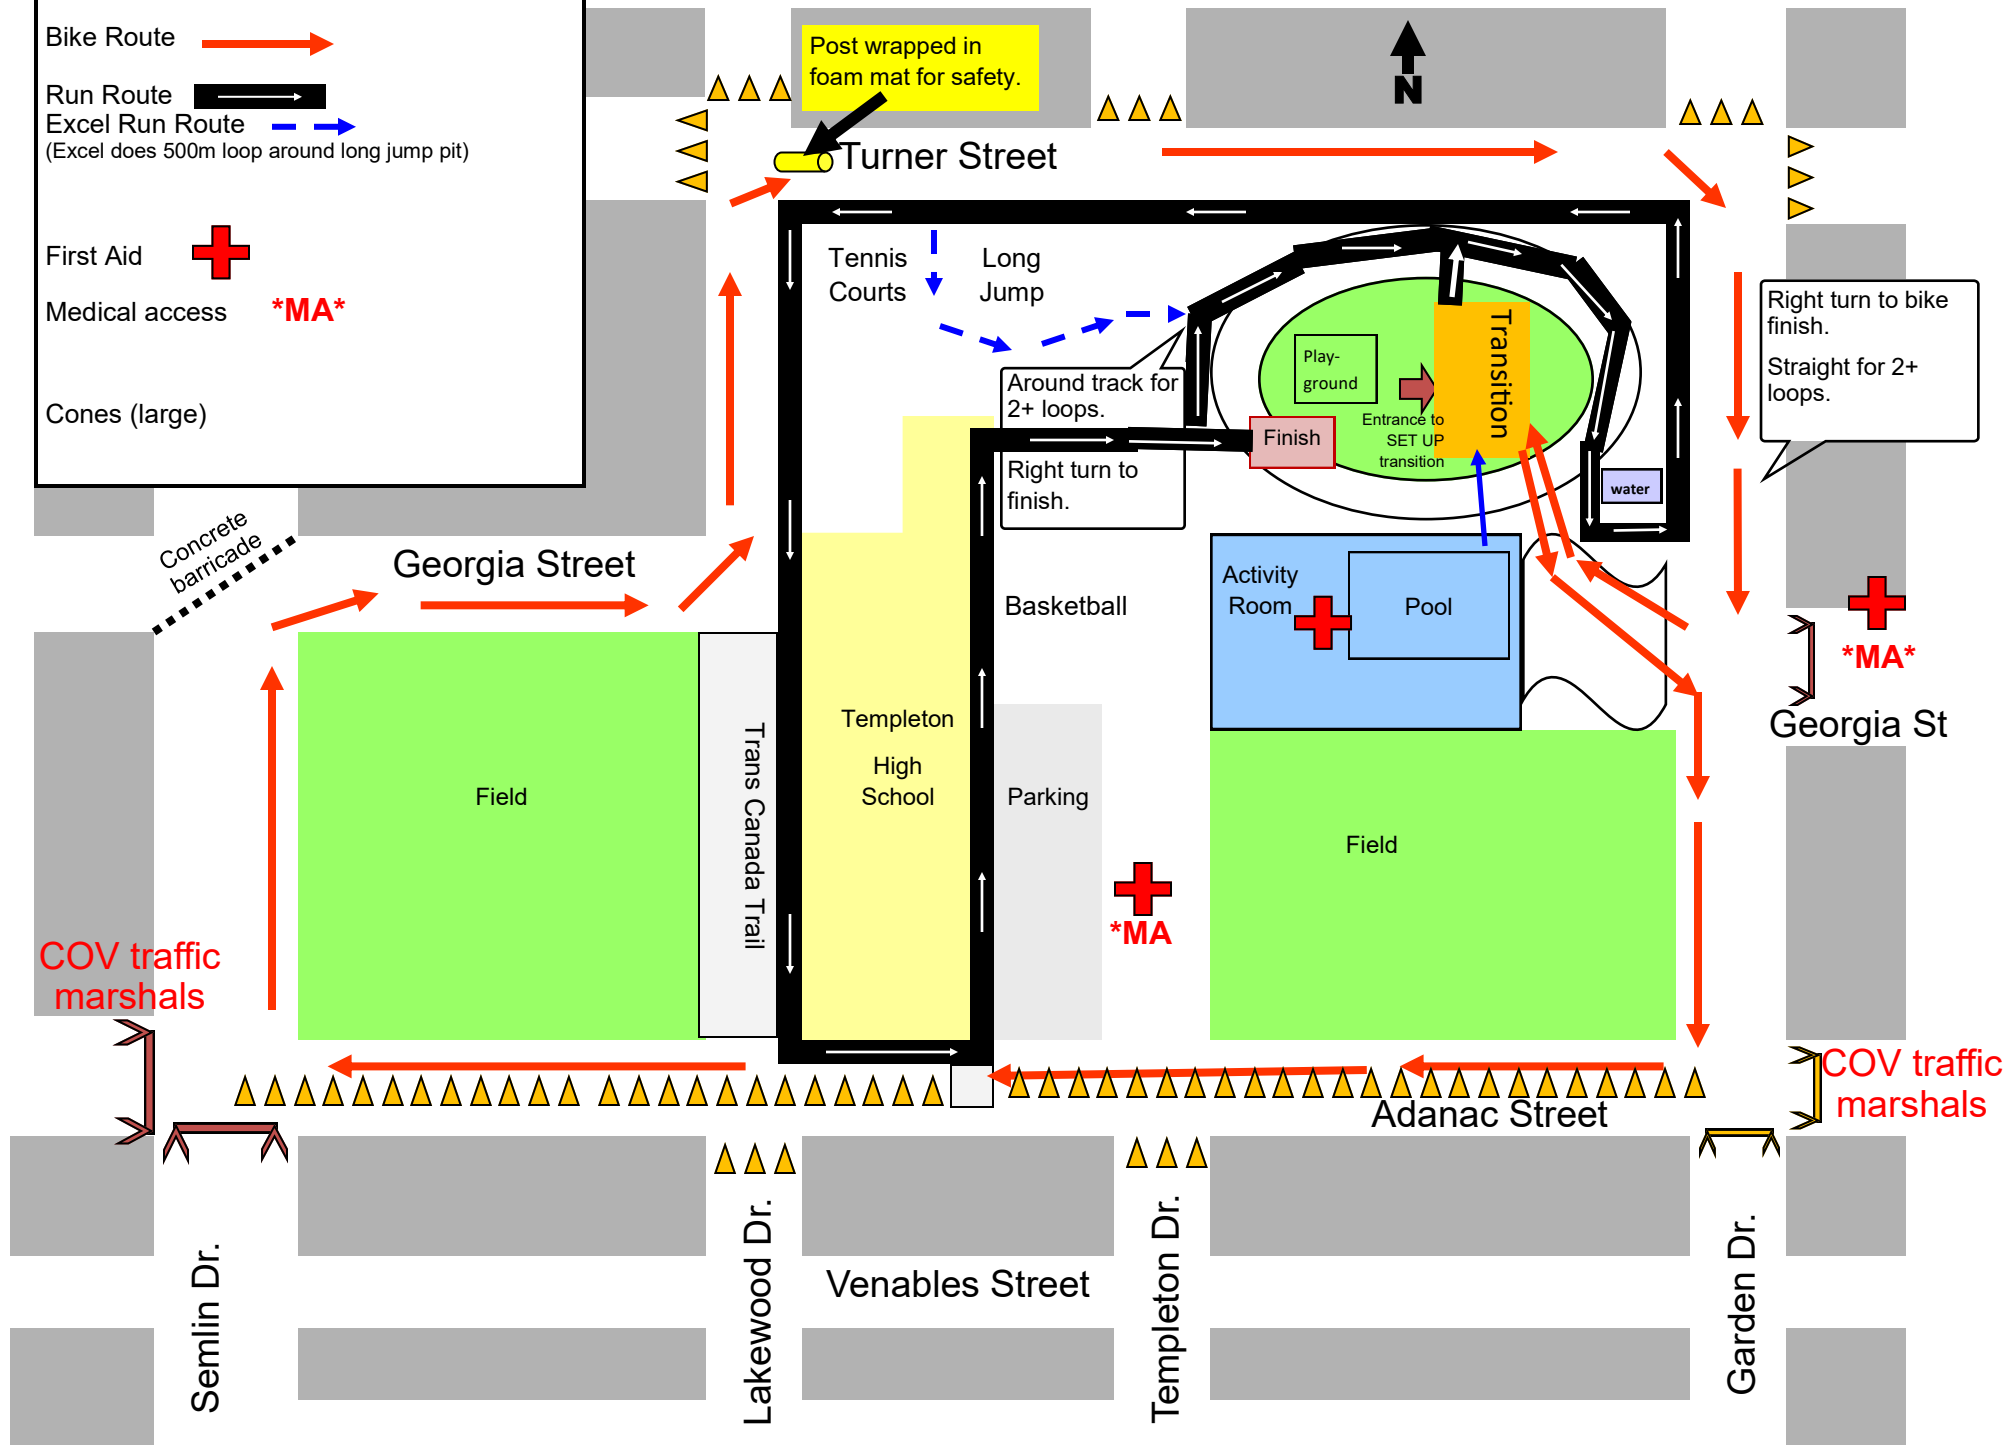 Bike Route
Run Route
Excel Run Route
(Excel does 500m loop around long jump pit)
First Aid
Medical access *MA*
Cones (large)
Post wrapped in
foam mat for safety.
N
Turner Street
Tennis
Courts
Long
Jump
Transition
Play-
ground
Entrance to
SET UP
transition
Right turn to bike
finish.
Straight for 2+
loops.
Around track for
2+ loops.
Right turn to
finish.
Finish
water
Concrete
barricade
Georgia Street
Activity
Room
Pool
Basketball
*MA*
Georgia St
Templeton
High
School
Trans Canada Trail
Field
Parking
Field
*MA
COV traffic
marshals
COV traffic
marshals
Adanac Street
Semlin Dr.
Lakewood Dr.
Venables Street
Templeton Dr.
Garden Dr.